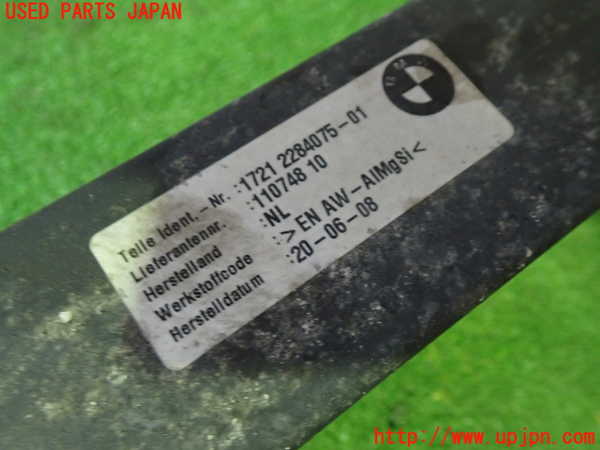 USED PARTS JAPAN
BMW
Teile Ident.-Nr. :1721 2284075-01
Lieferantennr. :110748 10
Herstelland :NL
Werkstoffcode :>EN AW-AlMgSi<
Herstelldatum :20-06-08
http://www.upjpn.com